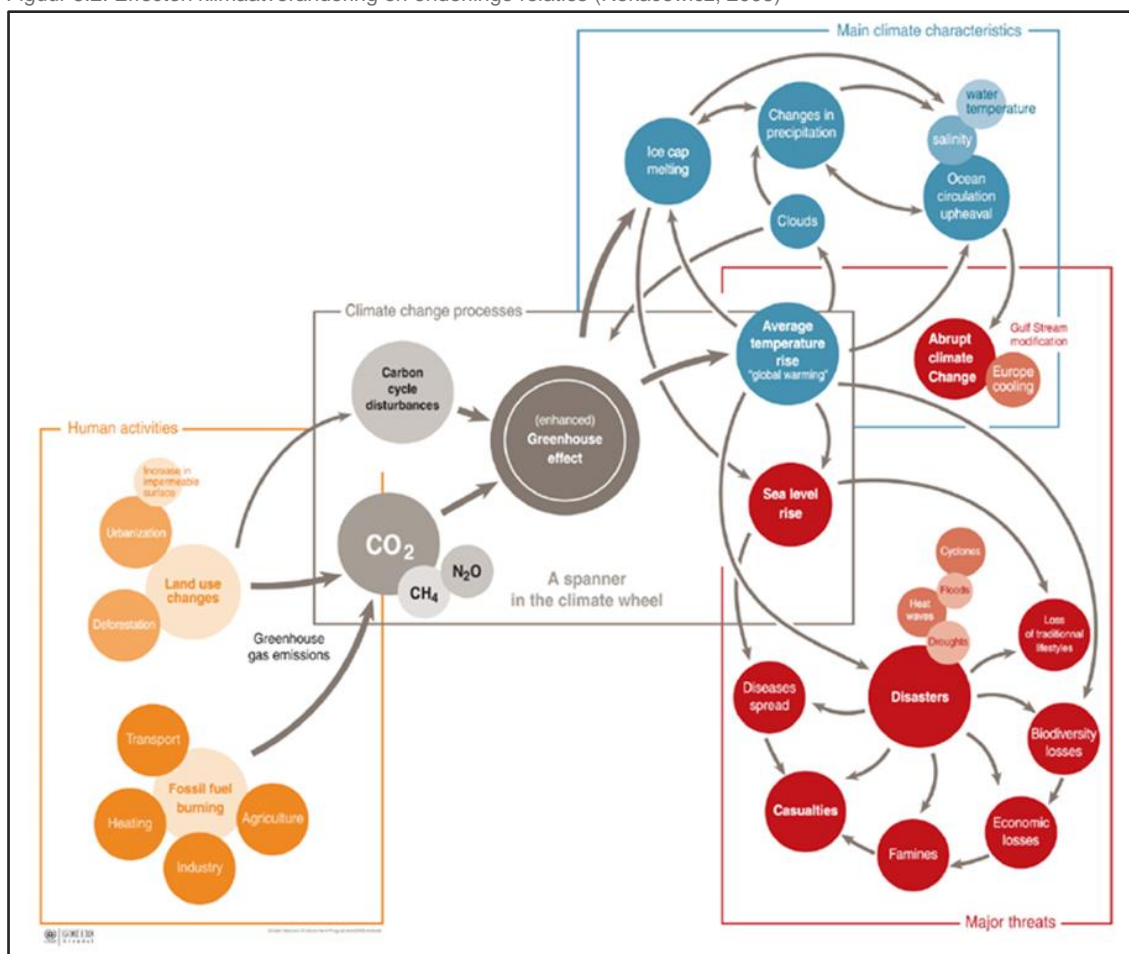 Main climate characteristics
water
temperature
salinity
Changes in
precipitation
Ice cap
melting
Ocean
circulation
upheaval
Clouds
Climate change processes
Average
temperature
rise
"global warming"
Gulf Stream
modification
Abrupt
climate
Change
Europe
cooling
Carbon
cycle
disturbances
(enhanced)
Greenhouse
effect
Human activities
Increase in
impermeable
surface
Urbanization
Land use
changes
Deforestation
CO2
CH4
N2O
A spanner
in the climate wheel
Greenhouse
gas emissions
Sea level
rise
Cyclones
Floods
Heat
waves
Droughts
Loss
of traditionnal
lifestyles
Diseases
spread
Disasters
Biodiversity
losses
Transport
Fossil fuel
burning
Heating
Agriculture
Industry
Casualties
Famines
Economic
losses
Major threats